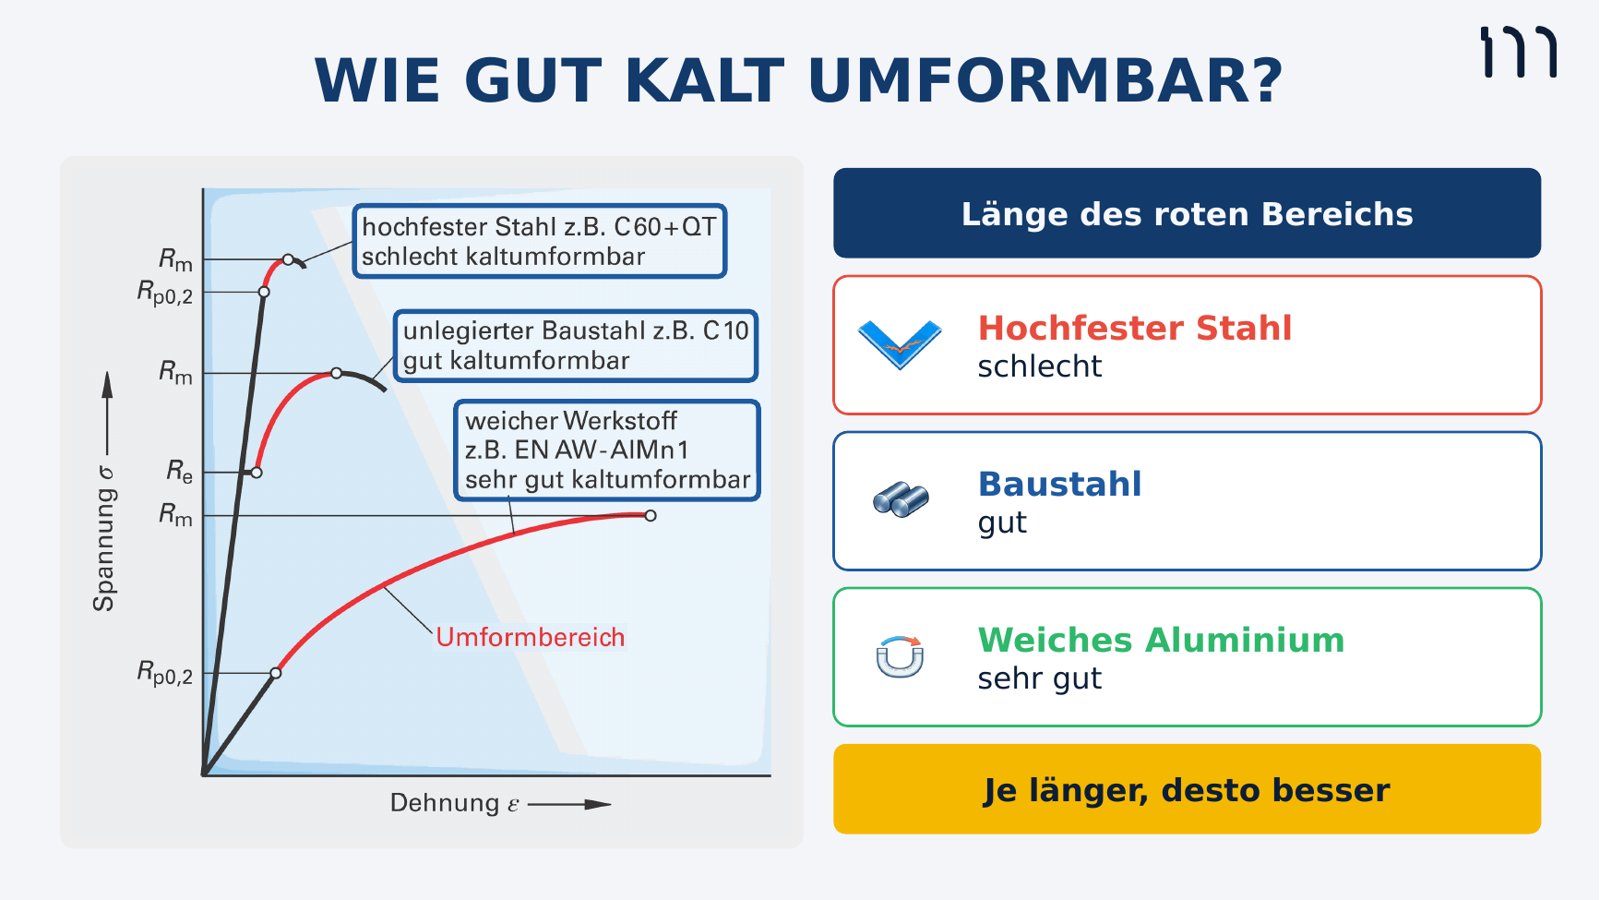 WIE GUT KALT UMFORMBAR?
m
hochfester Stahl z.B. C60+QT
schlecht kaltumformbar
unlegierter Baustahl z.B. C10
gut kaltumformbar
weicher Werkstoff
z.B. EN AW-AlMn1
sehr gut kaltumformbar
Umformbereich
Rm
Rp0,2
Rm
Re
Rm
Rp0,2
Spannung σ
Dehnung ε
Länge des roten Bereichs
Hochfester Stahl
schlecht
Baustahl
gut
Weiches Aluminium
sehr gut
Je länger, desto besser